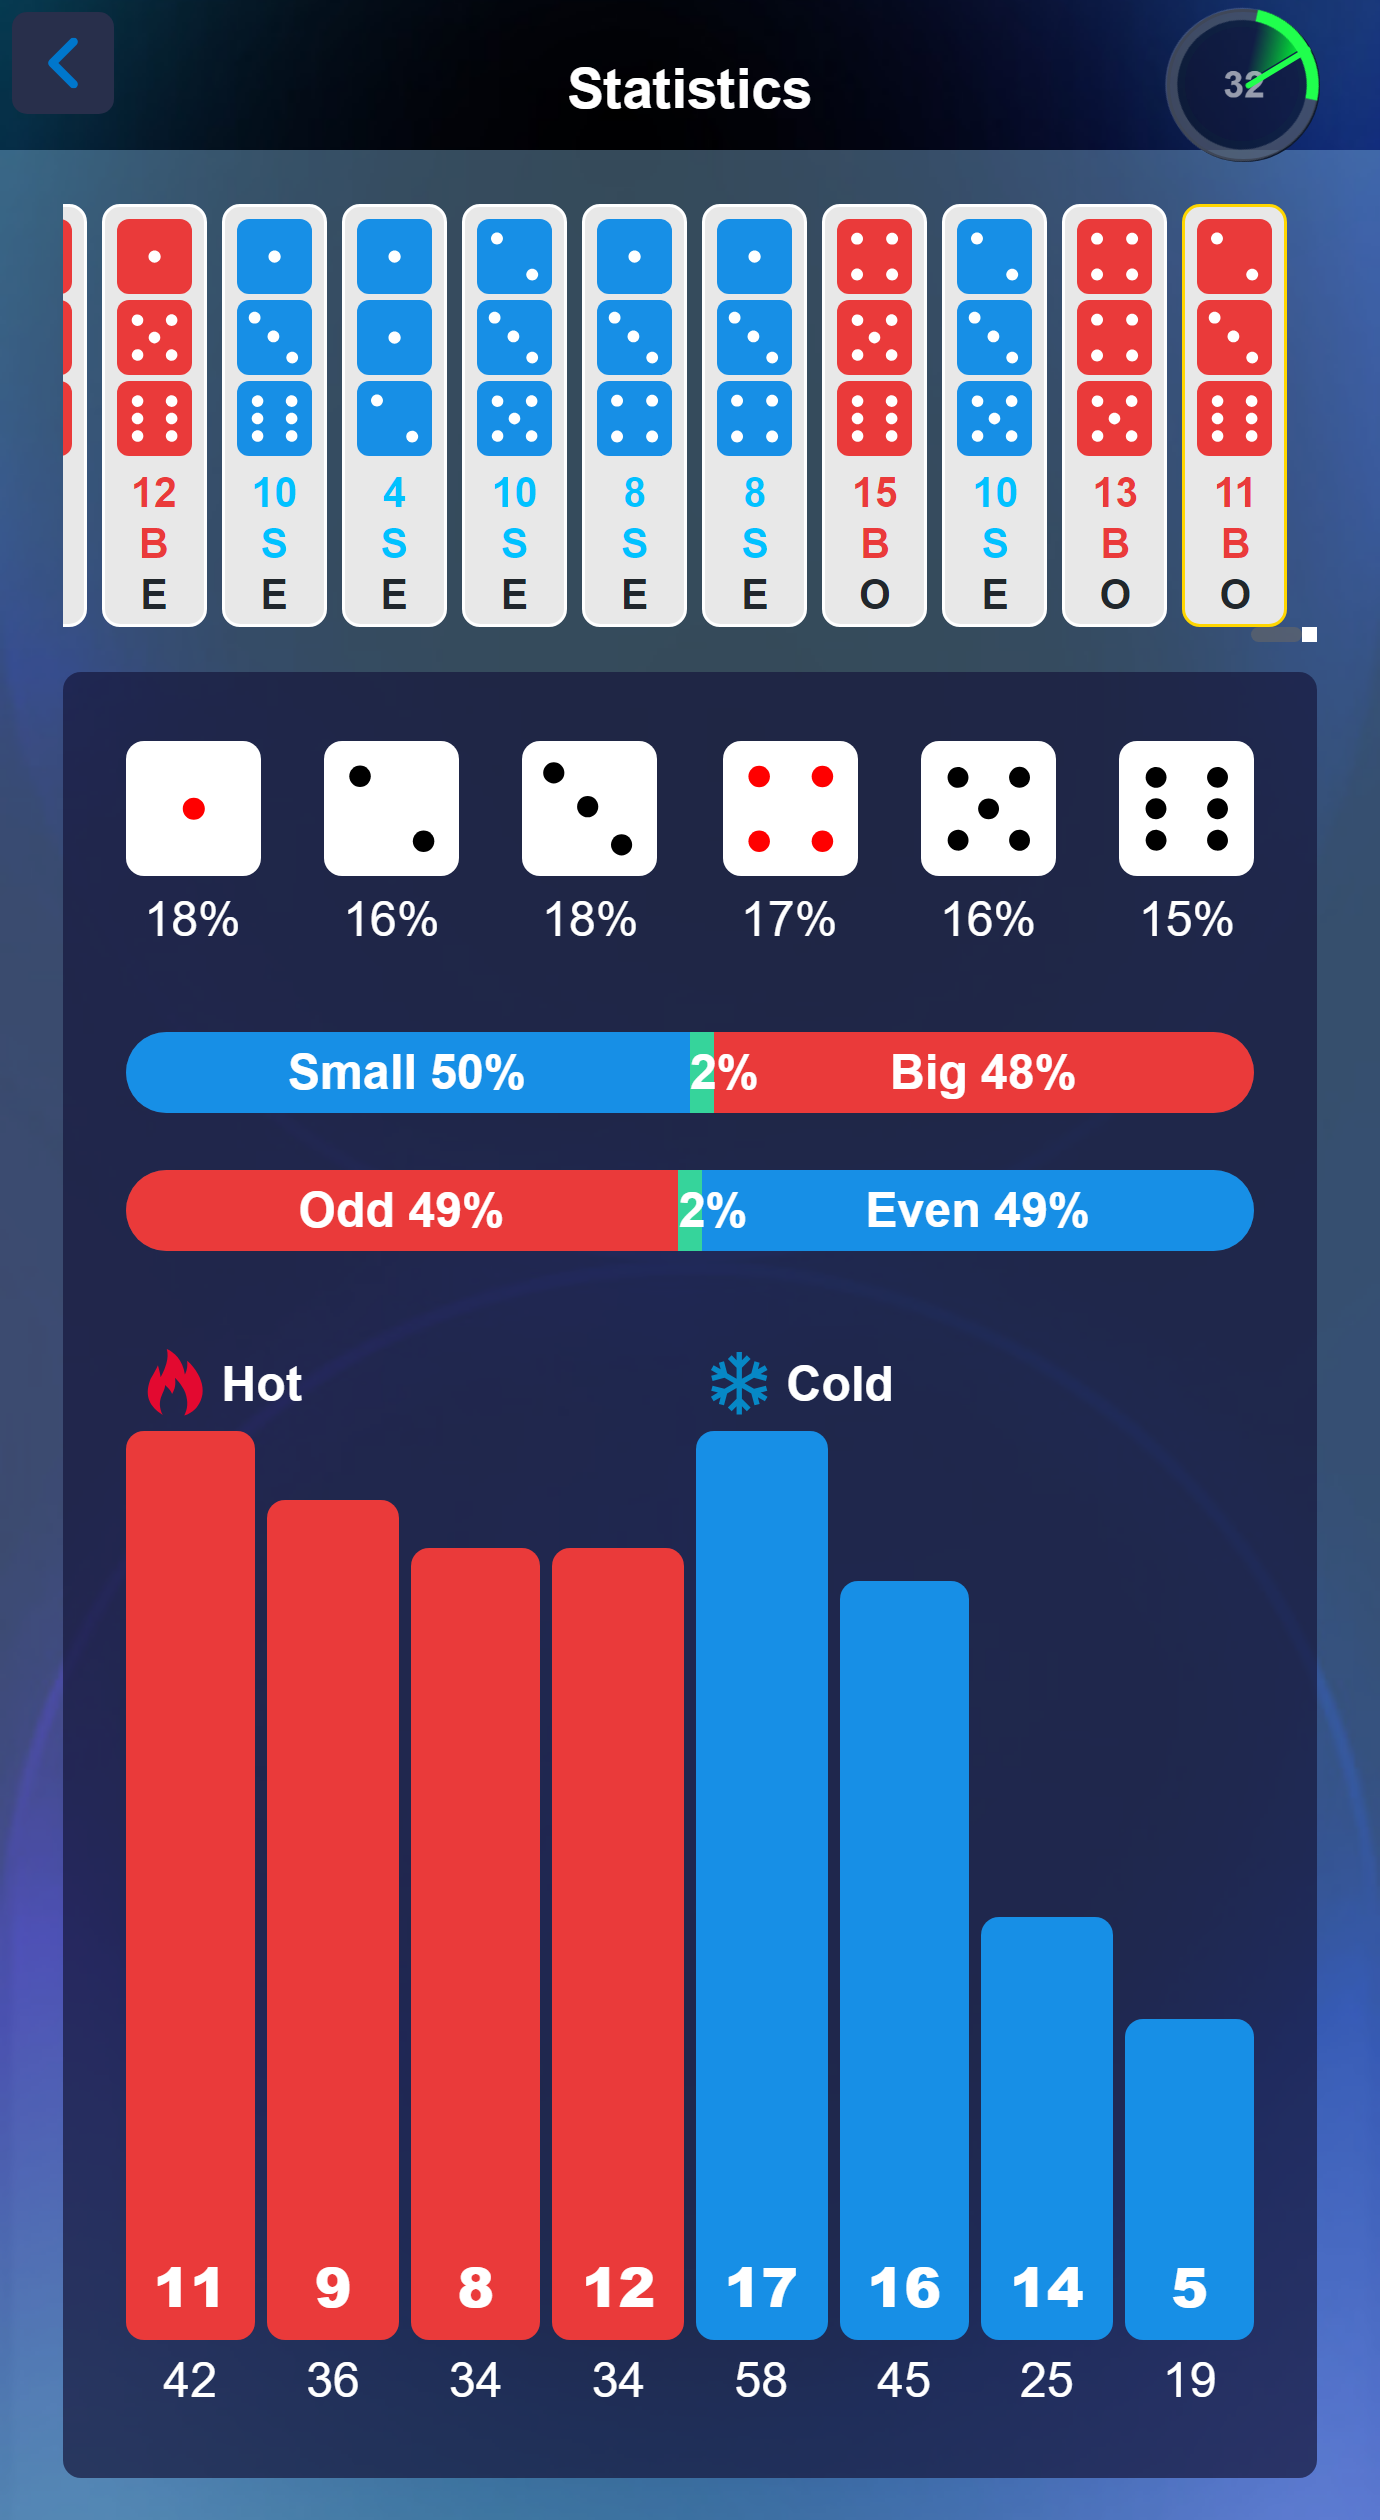 Statistics
32
12 10 4 10 8 8 15 10 13 11
B S S S S S B S B B
E E E E E E O E O O
18% 16% 18% 17% 16% 15%
Small 50% 2% Big 48%
Odd 49% 2% Even 49%
Hot Cold
11 9 8 12 17 16 14 5
42 36 34 34 58 45 25 19